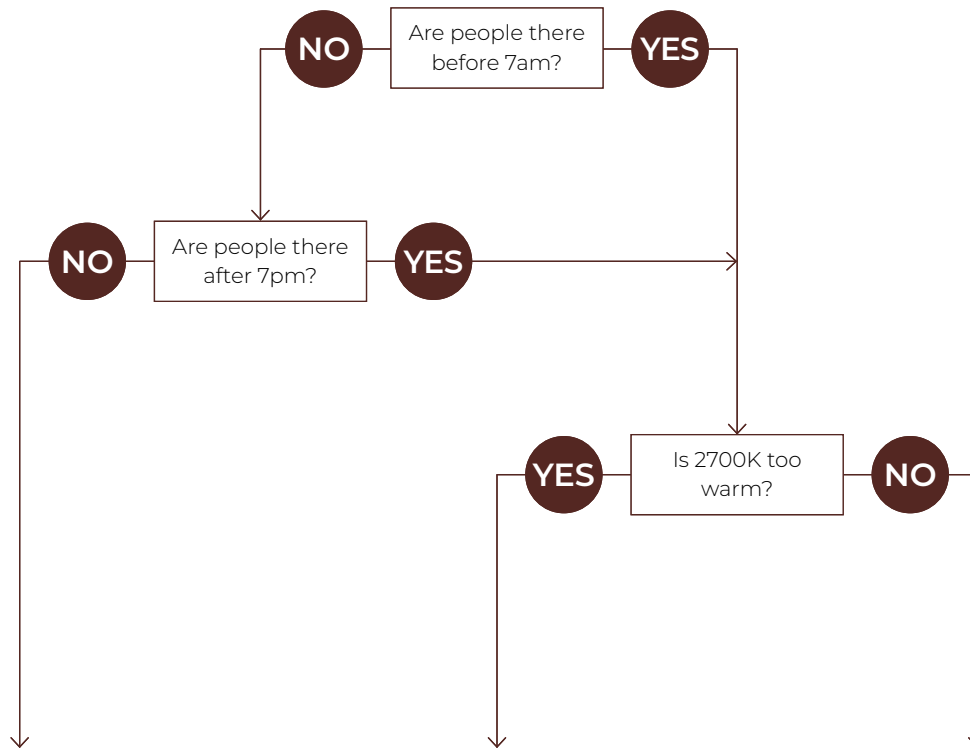 NO
Are people there
before 7am?
YES
NO
Are people there
after 7pm?
YES
YES
Is 2700K too
warm?
NO